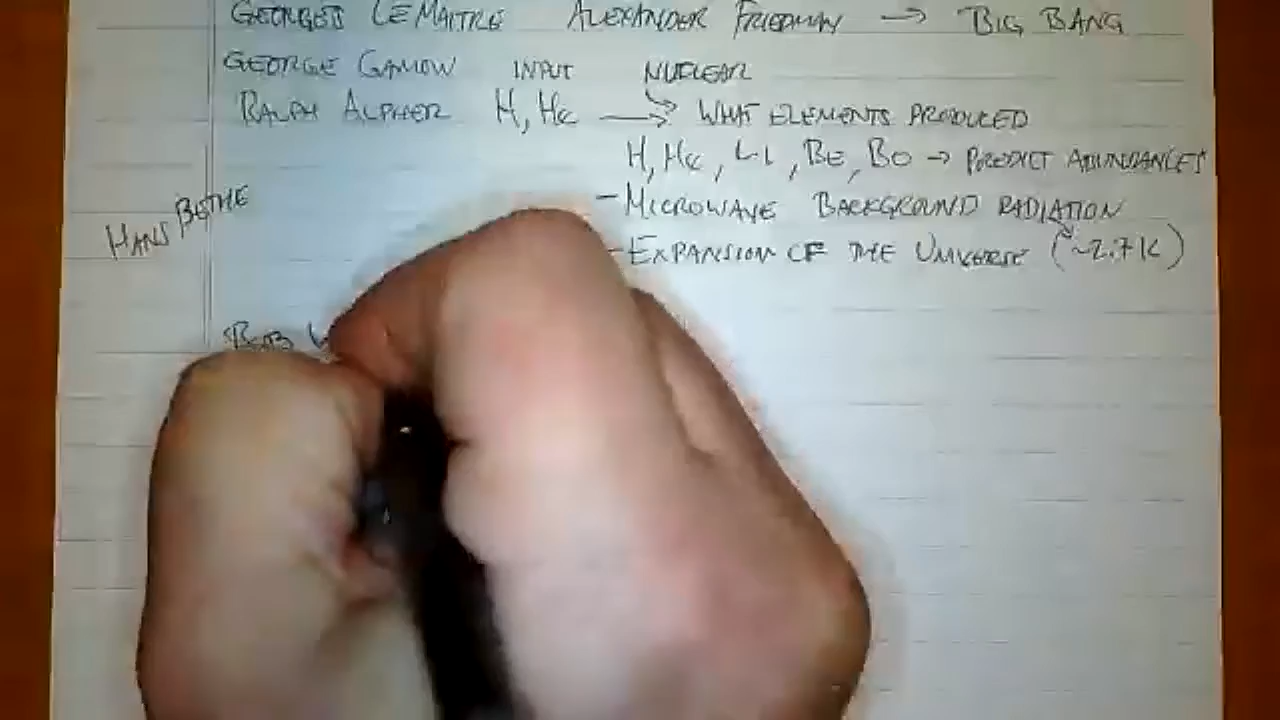 GEORGES LEMAITRE ALEXANDER FRIEDMAN → BIG BANG
GEORGE GAMOW INPUT NUCLEAR
RALPH ALPHER H, He → WHAT ELEMENTS PRODUCED
H, He, Li, Be, Bo → PREDICT ABUNDANCES
HANS BETHE
- MICROWAVE BACKGROUND RADIATION
- EXPANSION OF THE UNIVERSE (~2.7K)
BOB